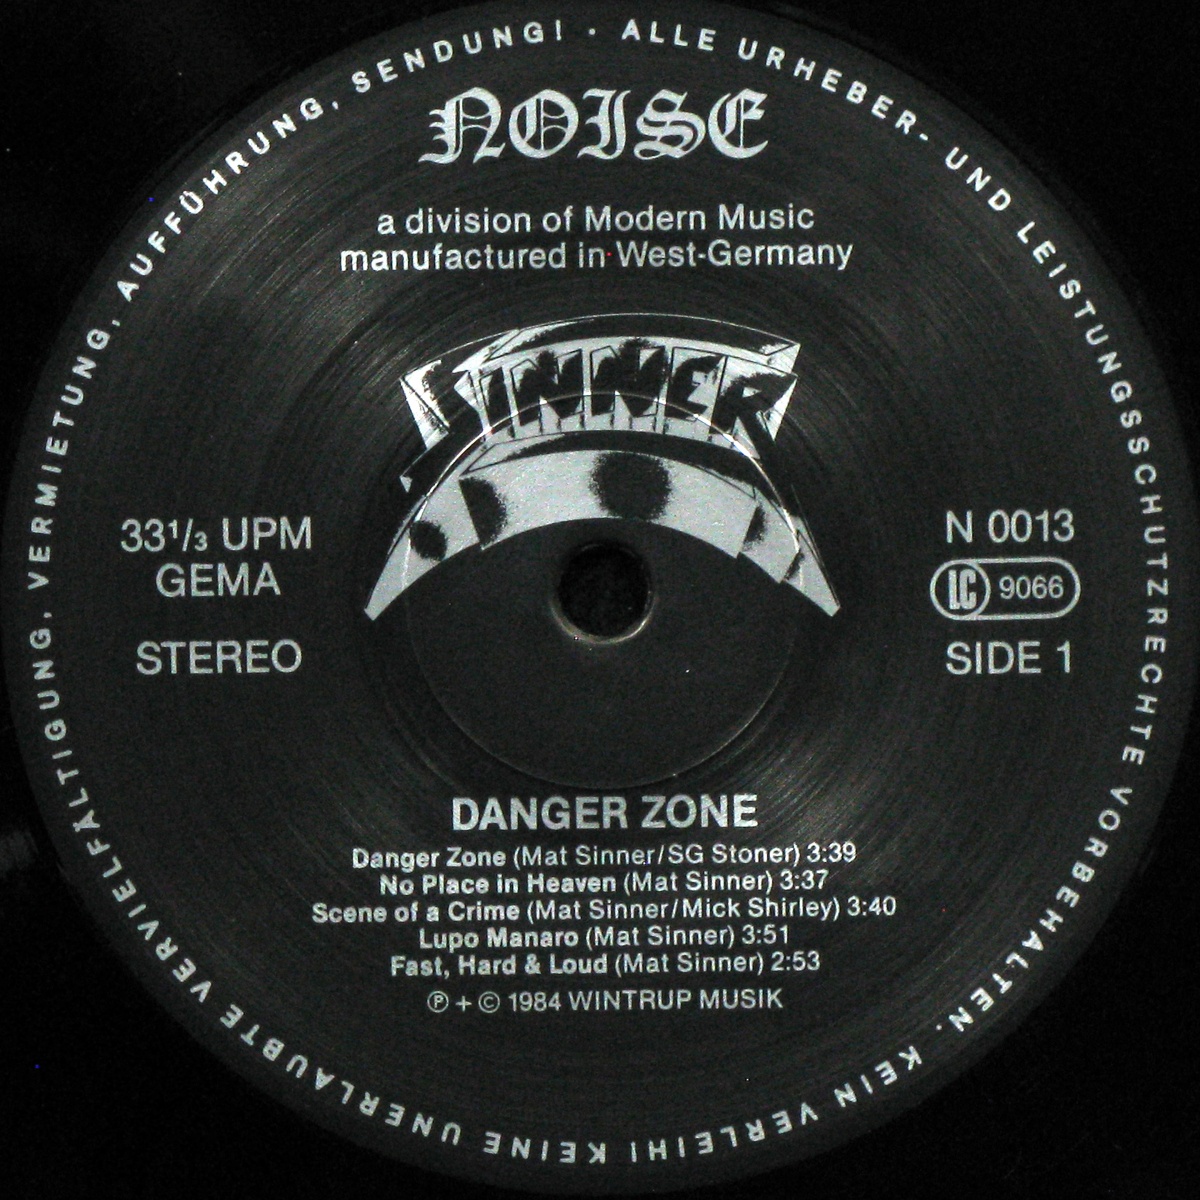 ALLE URHEBER- UND LEISTUNGSSCHUTZRECHTE VORBEHALTEN. KEIN VERLEIH! KEINE UNERLAUBTE VERVIELFÄLTIGUNG, VERMIETUNG, AUFFÜHRUNG, SENDUNG! ·
NOISE
a division of Modern Music
manufactured in West-Germany
SINNER
33 1/3 UPM
GEMA
STEREO
N 0013
LC 9066
SIDE 1
DANGER ZONE
Danger Zone (Mat Sinner/SG Stoner) 3:39
No Place in Heaven (Mat Sinner) 3:37
Scene of a Crime (Mat Sinner/Mick Shirley) 3:40
Lupo Manaro (Mat Sinner) 3:51
Fast, Hard & Loud (Mat Sinner) 2:53
℗ + © 1984 WINTRUP MUSIK